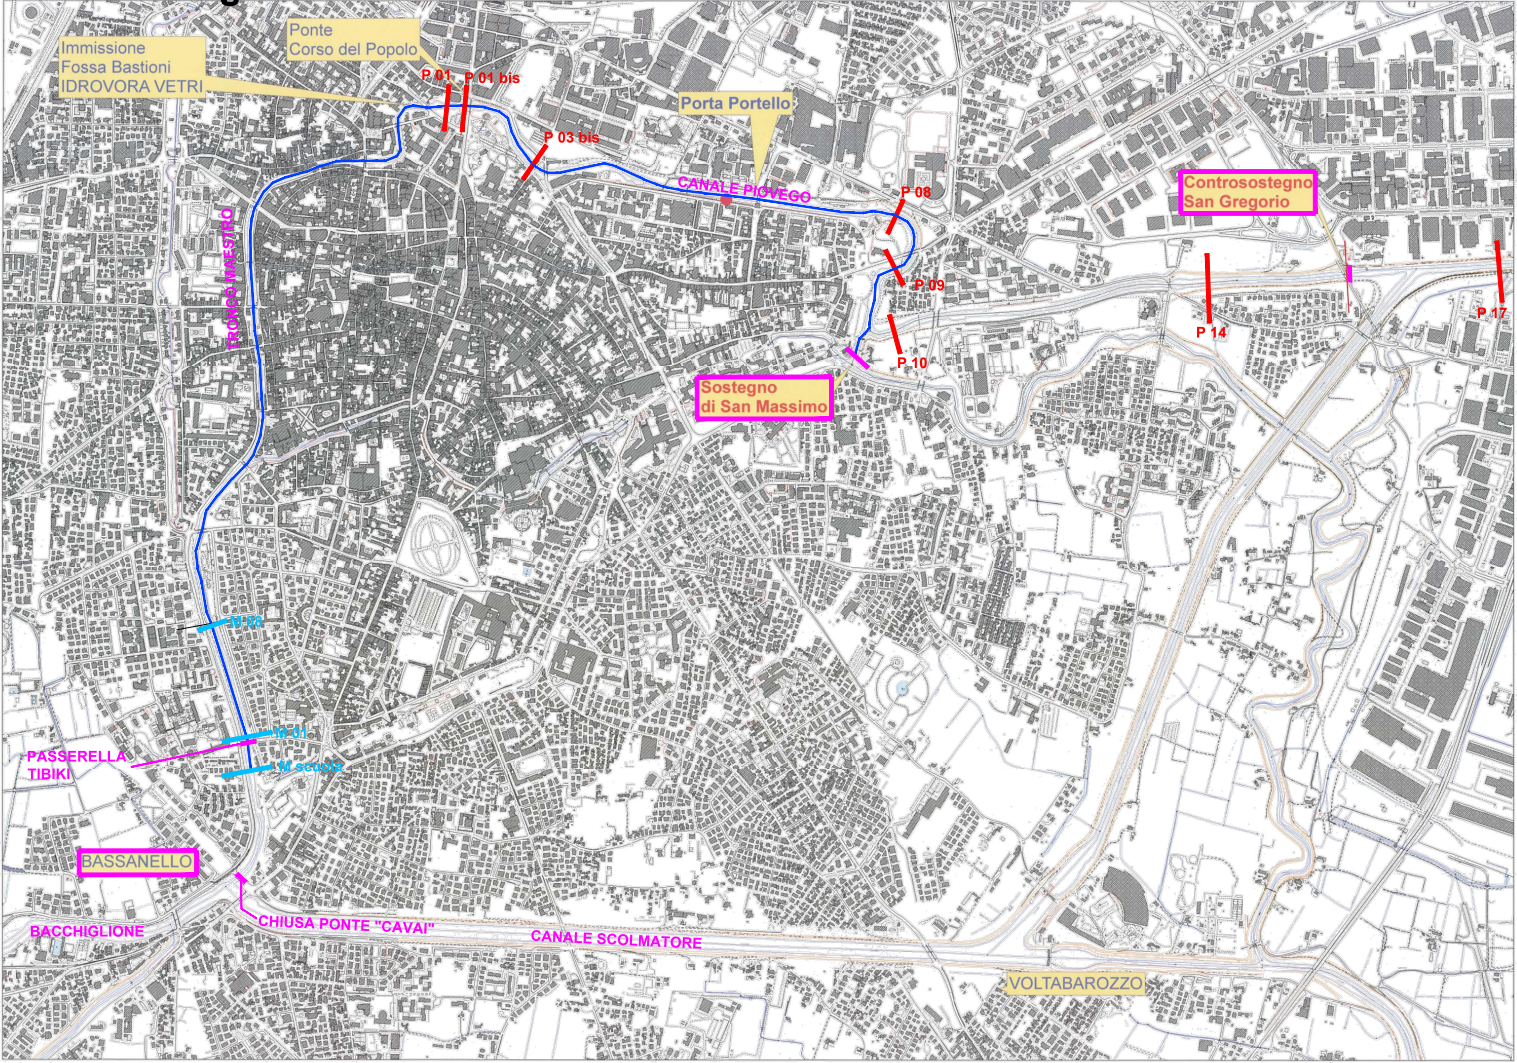 Immissione
Fossa Bastioni
IDROVORA VETRI
Ponte
Corso del Popolo
P 01
P 01 bis
P 03 bis
Porta Portello
CANALE PIOVEGO
P 08
P 09
P 10
Controsostegno
San Gregorio
P 14
P 17
Sostegno
di San Massimo
TRONCO MAESTRO
M 08
M 01
M scuola
PASSERELLA
TIBIKI
BASSANELLO
BACCHIGLIONE
CHIUSA PONTE "CAVAI"
CANALE SCOLMATORE
VOLTABAROZZO